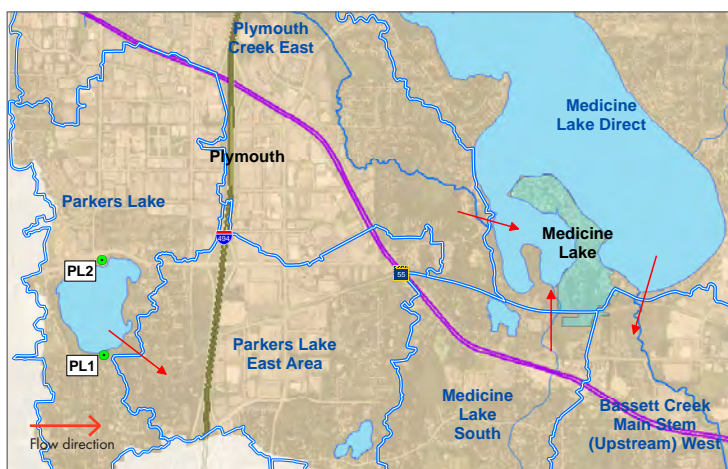 Plymouth
Creek East
Medicine
Lake Direct
Plymouth
Parkers Lake
494
Medicine
Lake
PL2
55
PL1
Parkers Lake
East Area
Medicine
Lake
South
Bassett Creek
Main Stem
(Upstream) West
Flow direction